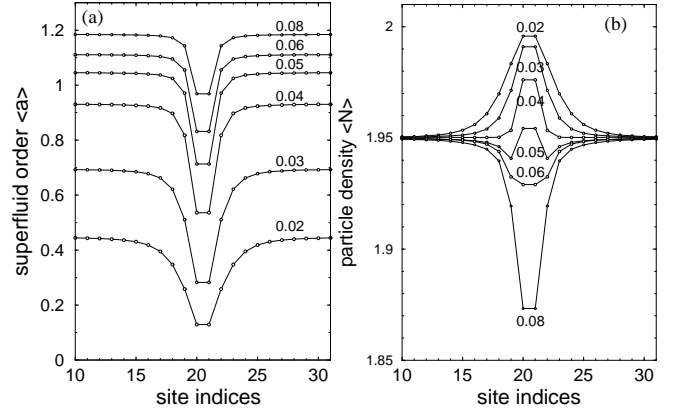 (a)
superfluid order <a>
1.2
1
0.8
0.6
0.4
0.2
0
0.08
0.06
0.05
0.04
0.03
0.02
10 15 20 25 30
site indices
(b)
particle density <N>
2
1.95
1.9
1.85
0.02
0.03
0.04
0.05
0.06
0.08
10 15 20 25 30
site indices